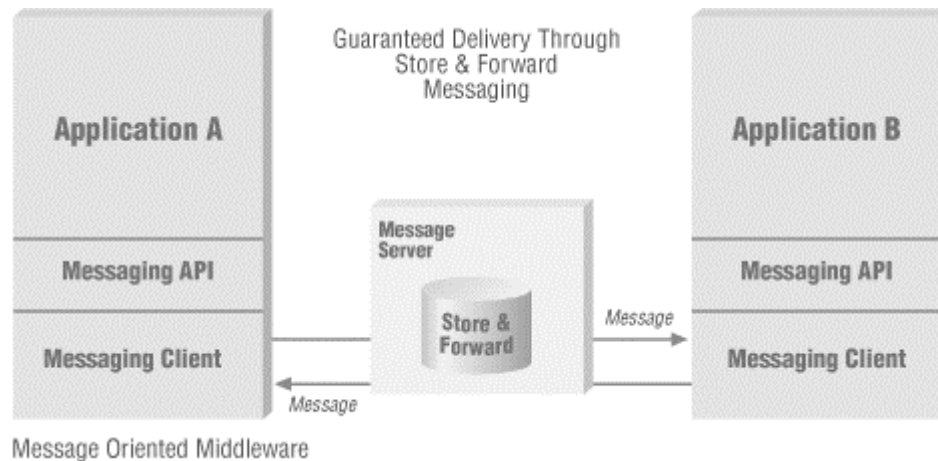 Guaranteed Delivery Through
Store & Forward
Messaging
Application A
Application B
Message
Server
Messaging API
Messaging API
Store &
Forward
Message
Messaging Client
Messaging Client
Message
Message Oriented Middleware